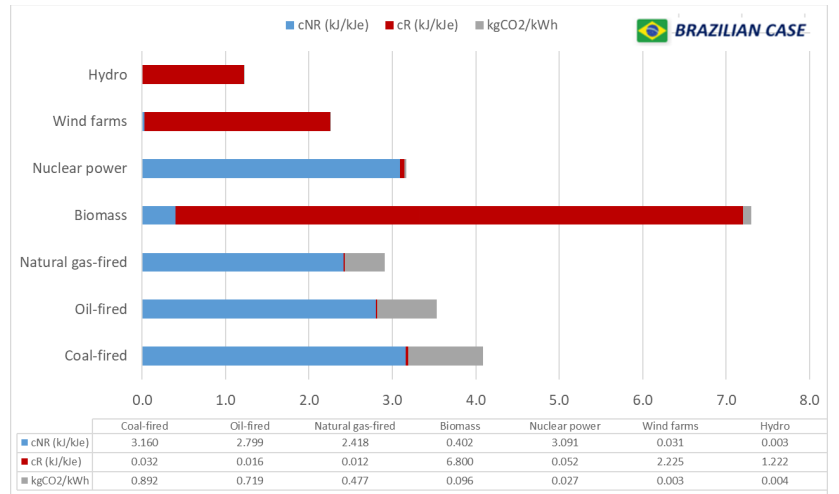 cNR (kJ/kJe) cR (kJ/kJe) kgCO2/kWh
BRAZILIAN CASE
Hydro
Wind farms
Nuclear power
Biomass
Natural gas-fired
Oil-fired
Coal-fired
0.0 1.0 2.0 3.0 4.0 5.0 6.0 7.0 8.0
Coal-fired Oil-fired Natural gas-fired Biomass Nuclear power Wind farms Hydro
cNR (kJ/kJe) 3.160 2.799 2.418 0.402 3.091 0.031 0.003
cR (kJ/kJe) 0.032 0.016 0.012 6.800 0.052 2.225 1.222
kgCO2/kWh 0.892 0.719 0.477 0.096 0.027 0.003 0.004